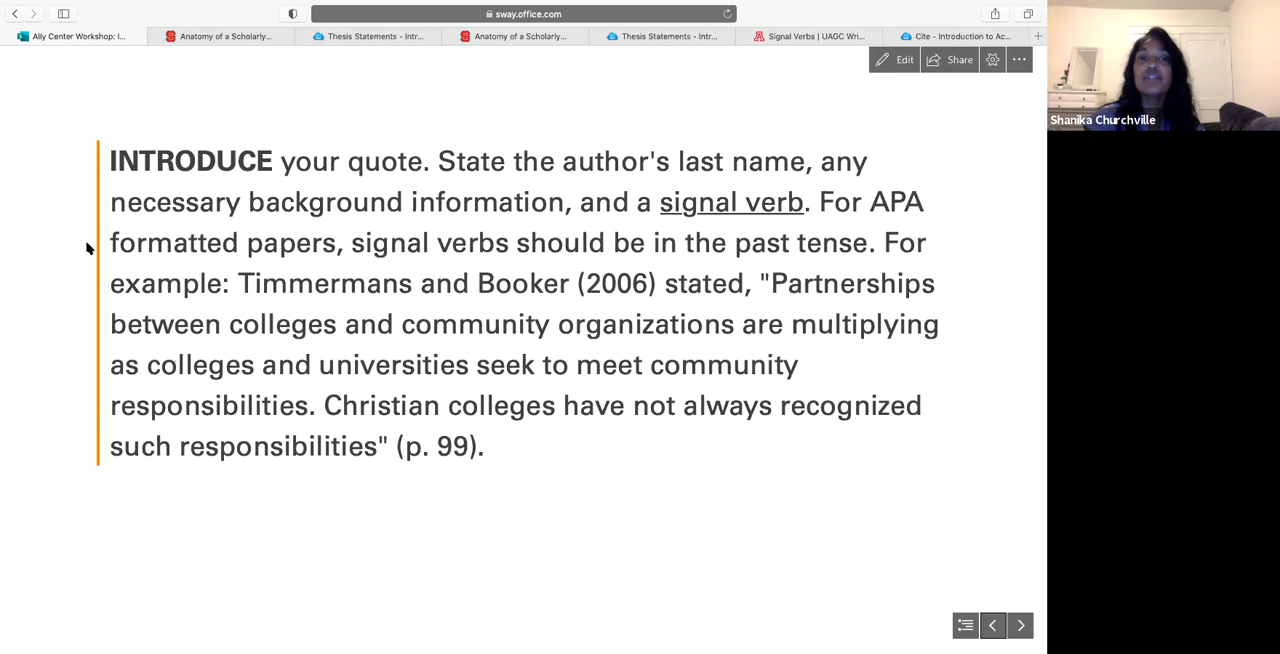 sway.office.com
Ally Center Workshop: I...
Anatomy of a Scholarly...
Thesis Statements - Intr...
Anatomy of a Scholarly...
Thesis Statements - Intr...
Signal Verbs | UAGC Wri...
Cite - Introduction to Ac...
Edit
Share
Shanika Churchville
INTRODUCE your quote. State the author's last name, any
necessary background information, and a signal verb. For APA
formatted papers, signal verbs should be in the past tense. For
example: Timmermans and Booker (2006) stated, "Partnerships
between colleges and community organizations are multiplying
as colleges and universities seek to meet community
responsibilities. Christian colleges have not always recognized
such responsibilities" (p. 99).